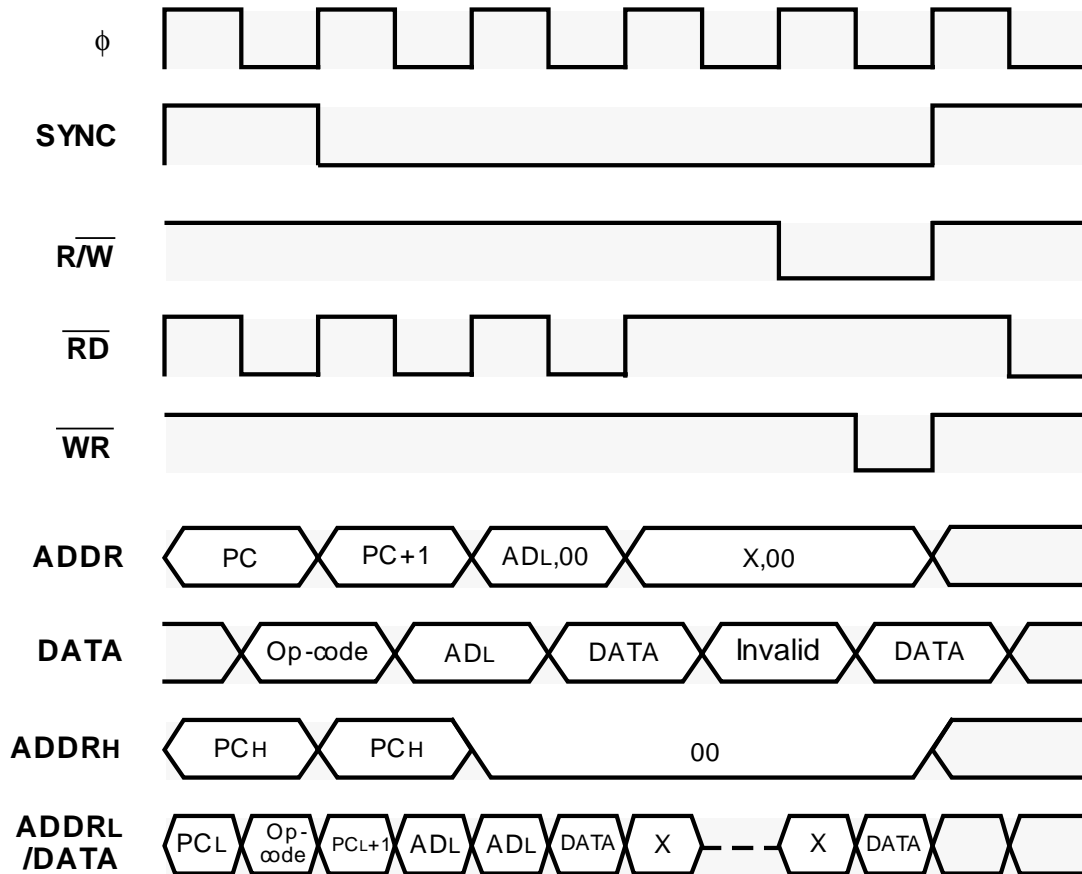 ϕ
SYNC
R/W
RD
WR
ADDR PC PC+1 ADL,00 X,00
DATA Op-code ADL DATA Invalid DATA
ADDRH PCH PCH 00
ADDRL
/DATA
PCL Op-
code PCL+1 ADL ADL DATA X X DATA